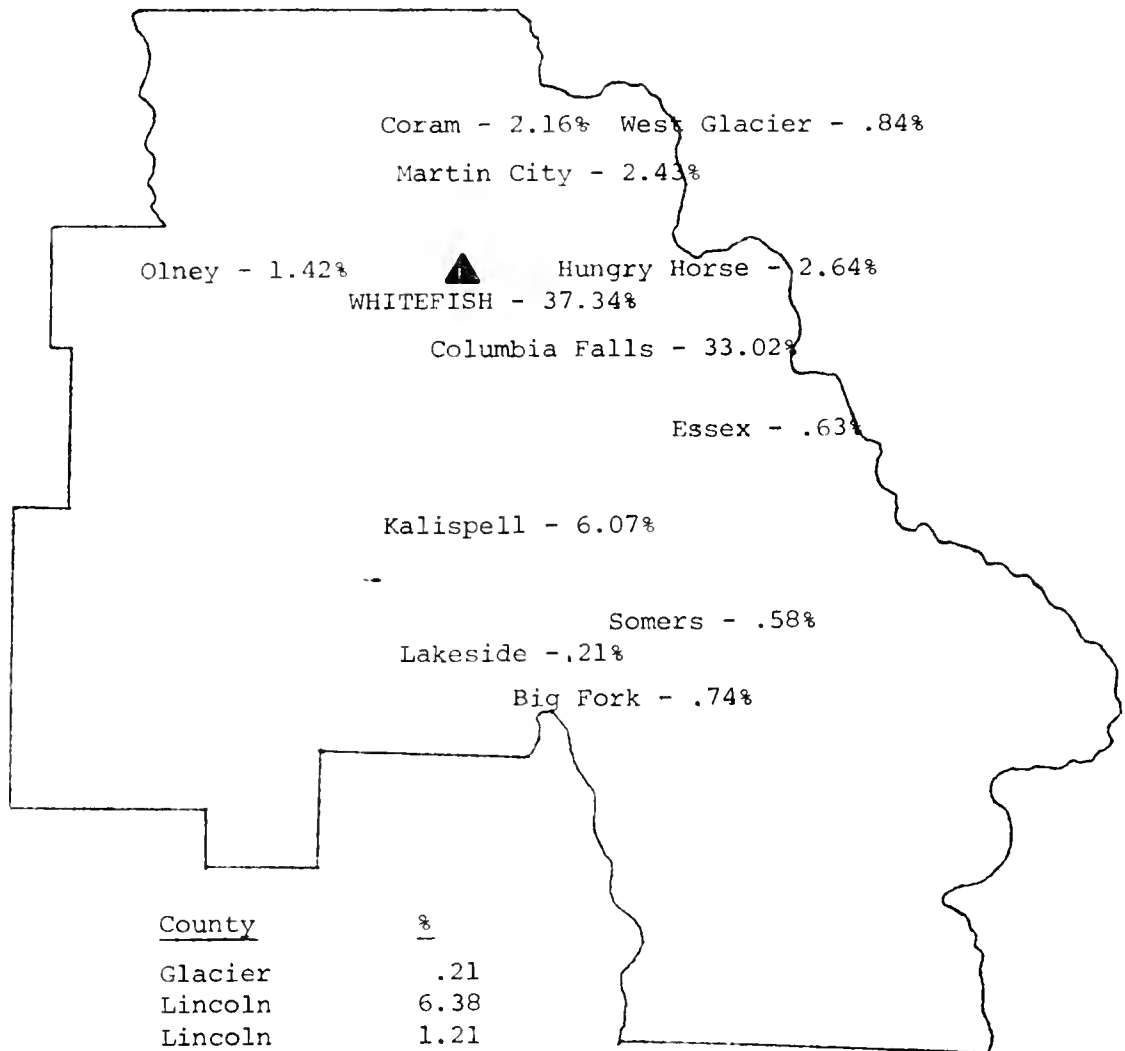 Coram - 2.16% West Glacier - .84%
Martin City - 2.43%
Olney - 1.42%
Hungry Horse - 2.64%
WHITEFISH - 37.34%
Columbia Falls - 33.02%
Essex - .63%
Kalispell - 6.07%
Somers - .58%
Lakeside -.21%
Big Fork - .74%
County %
Glacier .21
Lincoln 6.38
Lincoln 1.21